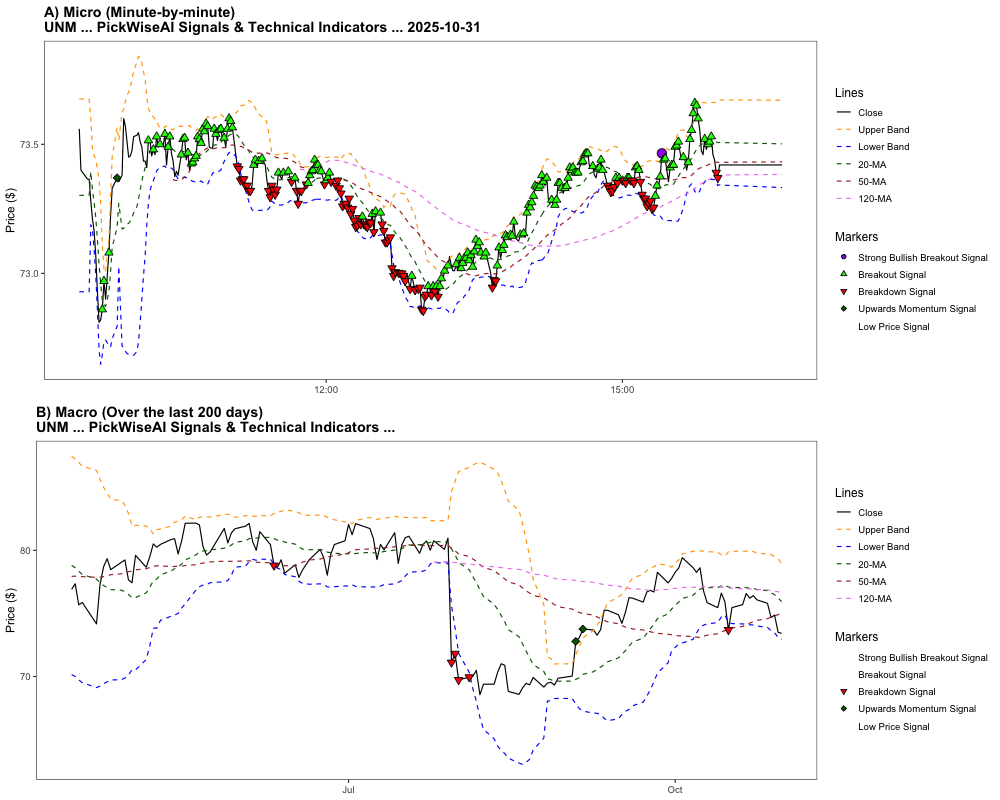 A) Micro (Minute-by-minute)
UNM ... PickWiseAI Signals & Technical Indicators ... 2025-10-31
Price ($)
73.5
73.0
12:00
15:00
Lines
Close
Upper Band
Lower Band
20-MA
50-MA
120-MA
Markers
Strong Bullish Breakout Signal
Breakout Signal
Breakdown Signal
Upwards Momentum Signal
Low Price Signal
B) Macro (Over the last 200 days)
UNM ... PickWiseAI Signals & Technical Indicators ...
Price ($)
80
70
Jul
Oct
Lines
Close
Upper Band
Lower Band
20-MA
50-MA
120-MA
Markers
Strong Bullish Breakout Signal
Breakout Signal
Breakdown Signal
Upwards Momentum Signal
Low Price Signal